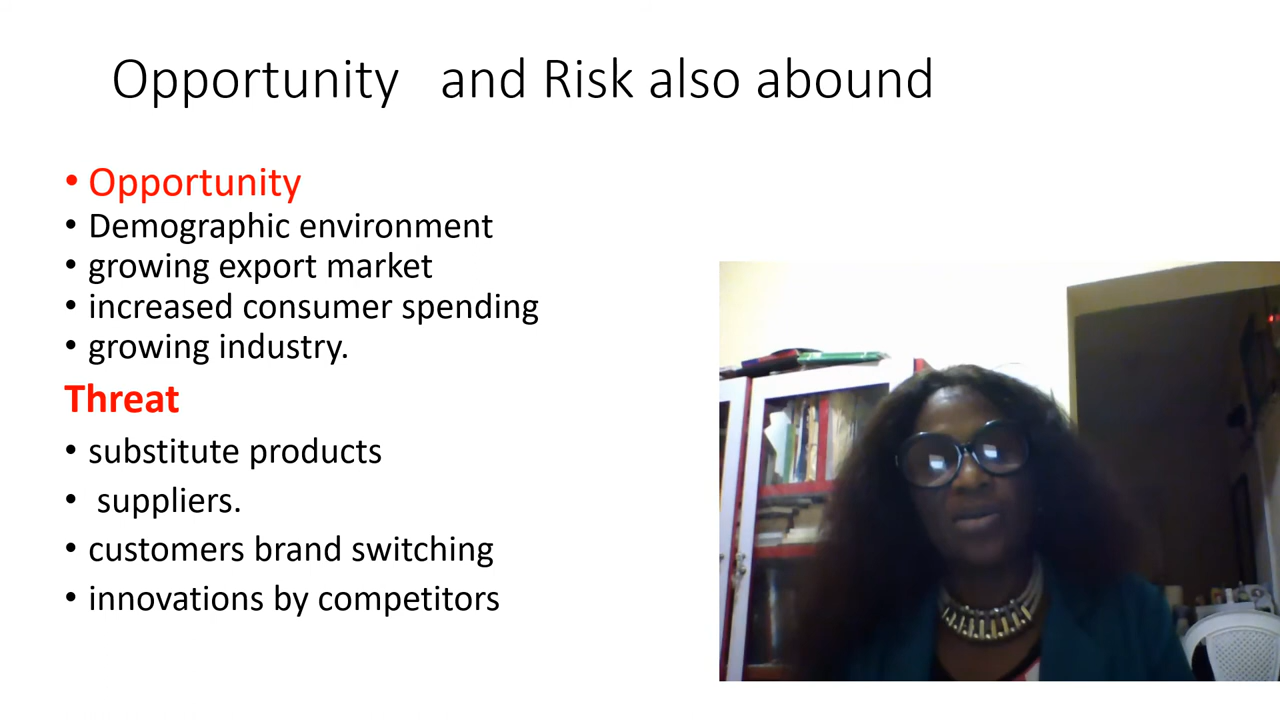 Opportunity and Risk also abound
• Opportunity
• Demographic environment
• growing export market
• increased consumer spending
• growing industry.
Threat
• substitute products
• suppliers.
• customers brand switching
• innovations by competitors